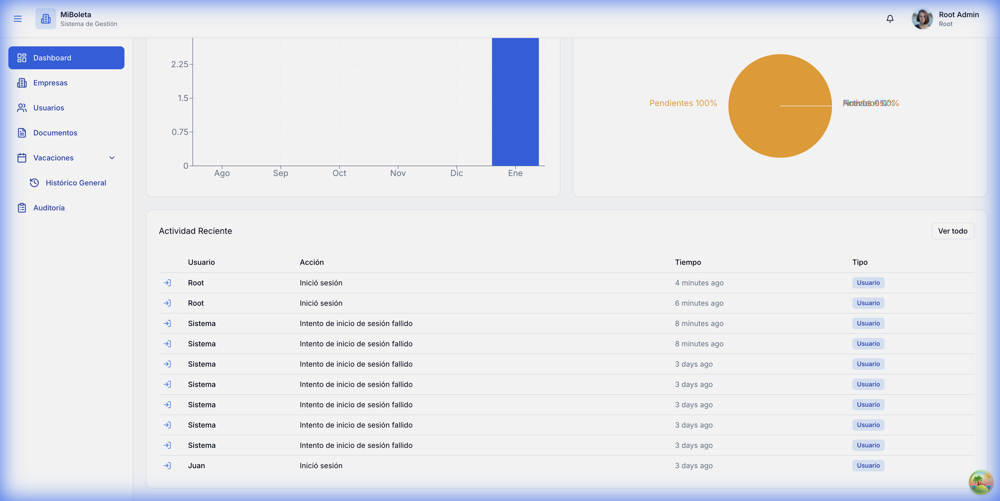 MiBoleta
Sistema de Gestión
Root Admin
Root
Dashboard
Empresas
Usuarios
Documentos
Vacaciones
Histórico General
Auditoría
2.25
1.5
0.75
0
Ago Sep Oct Nov Dic Ene
Pendientes 100%
Actividad Reciente
Ver todo
Usuario Acción Tiempo Tipo
Root Inició sesión 4 minutes ago Usuario
Root Inició sesión 6 minutes ago Usuario
Sistema Intento de inicio de sesión fallido 8 minutes ago Usuario
Sistema Intento de inicio de sesión fallido 8 minutes ago Usuario
Sistema Intento de inicio de sesión fallido 3 days ago Usuario
Sistema Intento de inicio de sesión fallido 3 days ago Usuario
Sistema Intento de inicio de sesión fallido 3 days ago Usuario
Sistema Intento de inicio de sesión fallido 3 days ago Usuario
Sistema Intento de inicio de sesión fallido 3 days ago Usuario
Juan Inició sesión 3 days ago Usuario